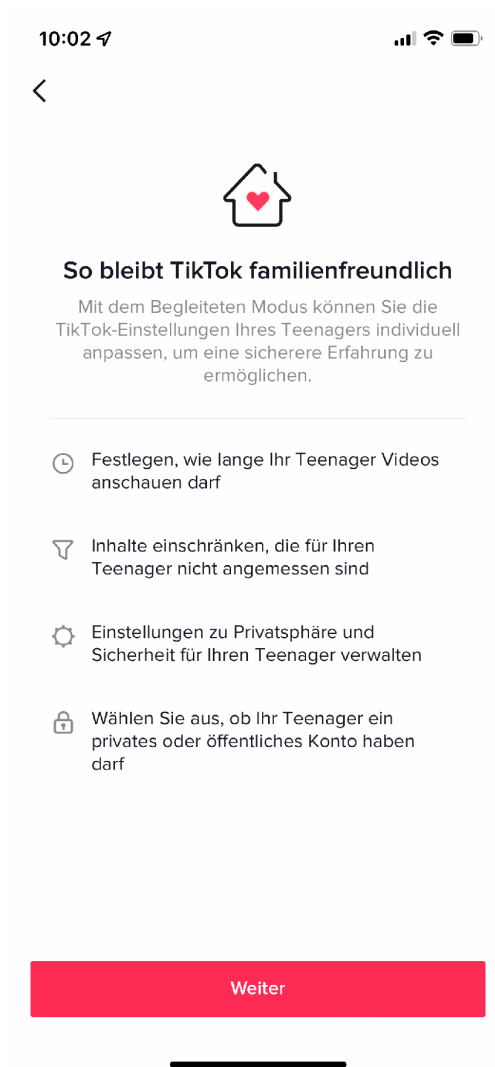 10:02
So bleibt TikTok familienfreundlich
Mit dem Begleiteten Modus können Sie die
TikTok-Einstellungen Ihres Teenagers individuell
anpassen, um eine sicherere Erfahrung zu
ermöglichen.
Festlegen, wie lange Ihr Teenager Videos
anschauen darf
Inhalte einschränken, die für Ihren
Teenager nicht angemessen sind
Einstellungen zu Privatsphäre und
Sicherheit für Ihren Teenager verwalten
Wählen Sie aus, ob Ihr Teenager ein
privates oder öffentliches Konto haben
darf
Weiter